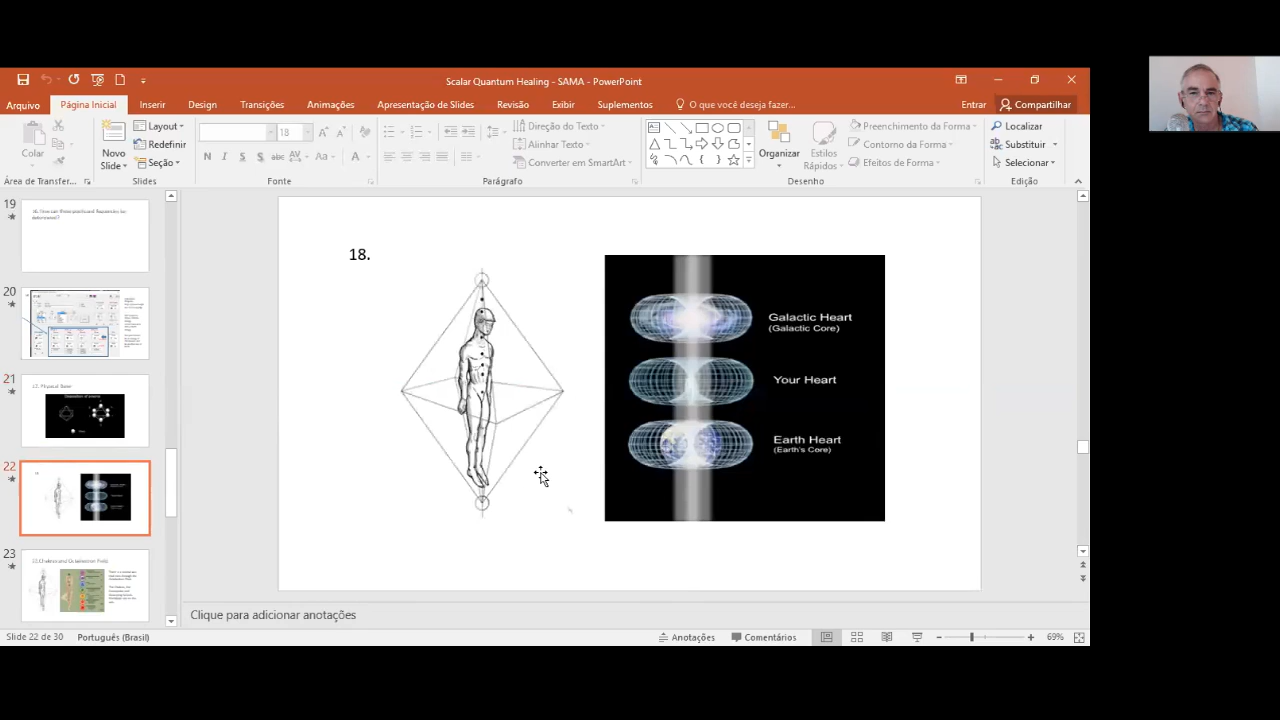 Scalar Quantum Healing - SAMA - PowerPoint
Arquivo Página Inicial Inserir Design Transições Animações Apresentação de Slides Revisão Exibir Suplementos O que você deseja fazer... Entrar Compartilhar
Colar
Novo
Slide
Layout
Redefinir
Seção
18
N I S S abc AV Aa A
Direção do Texto
Alinhar Texto
Converter em SmartArt
Organizar
Estilos
Rápidos
Preenchimento da Forma
Contorno da Forma
Efeitos de Forma
Localizar
Substituir
Selecionar
Área de Transfer...
Slides
Fonte
Parágrafo
Desenho
Edição
19
20
21
22
23
18.
Galactic Heart
(Galactic Core)
Your Heart
Earth Heart
(Earth's Core)
Clique para adicionar anotações
Slide 22 de 30 Português (Brasil) Anotações Comentários 69%